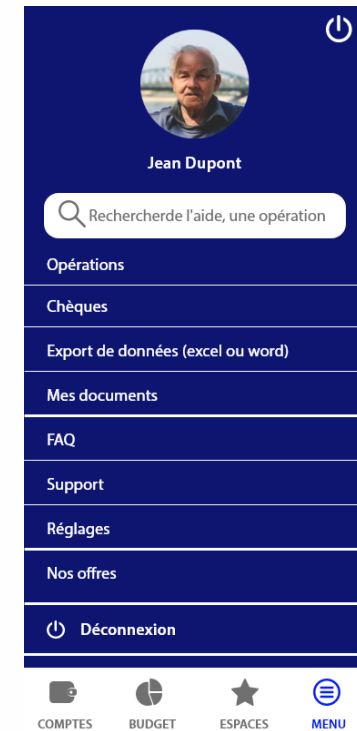 Jean Dupont
Rechercherde l'aide, une opération
Opérations
Chèques
Export de données (excel ou word)
Mes documents
FAQ
Support
Réglages
Nos offres
Déconnexion
COMPTES BUDGET ESPACES MENU